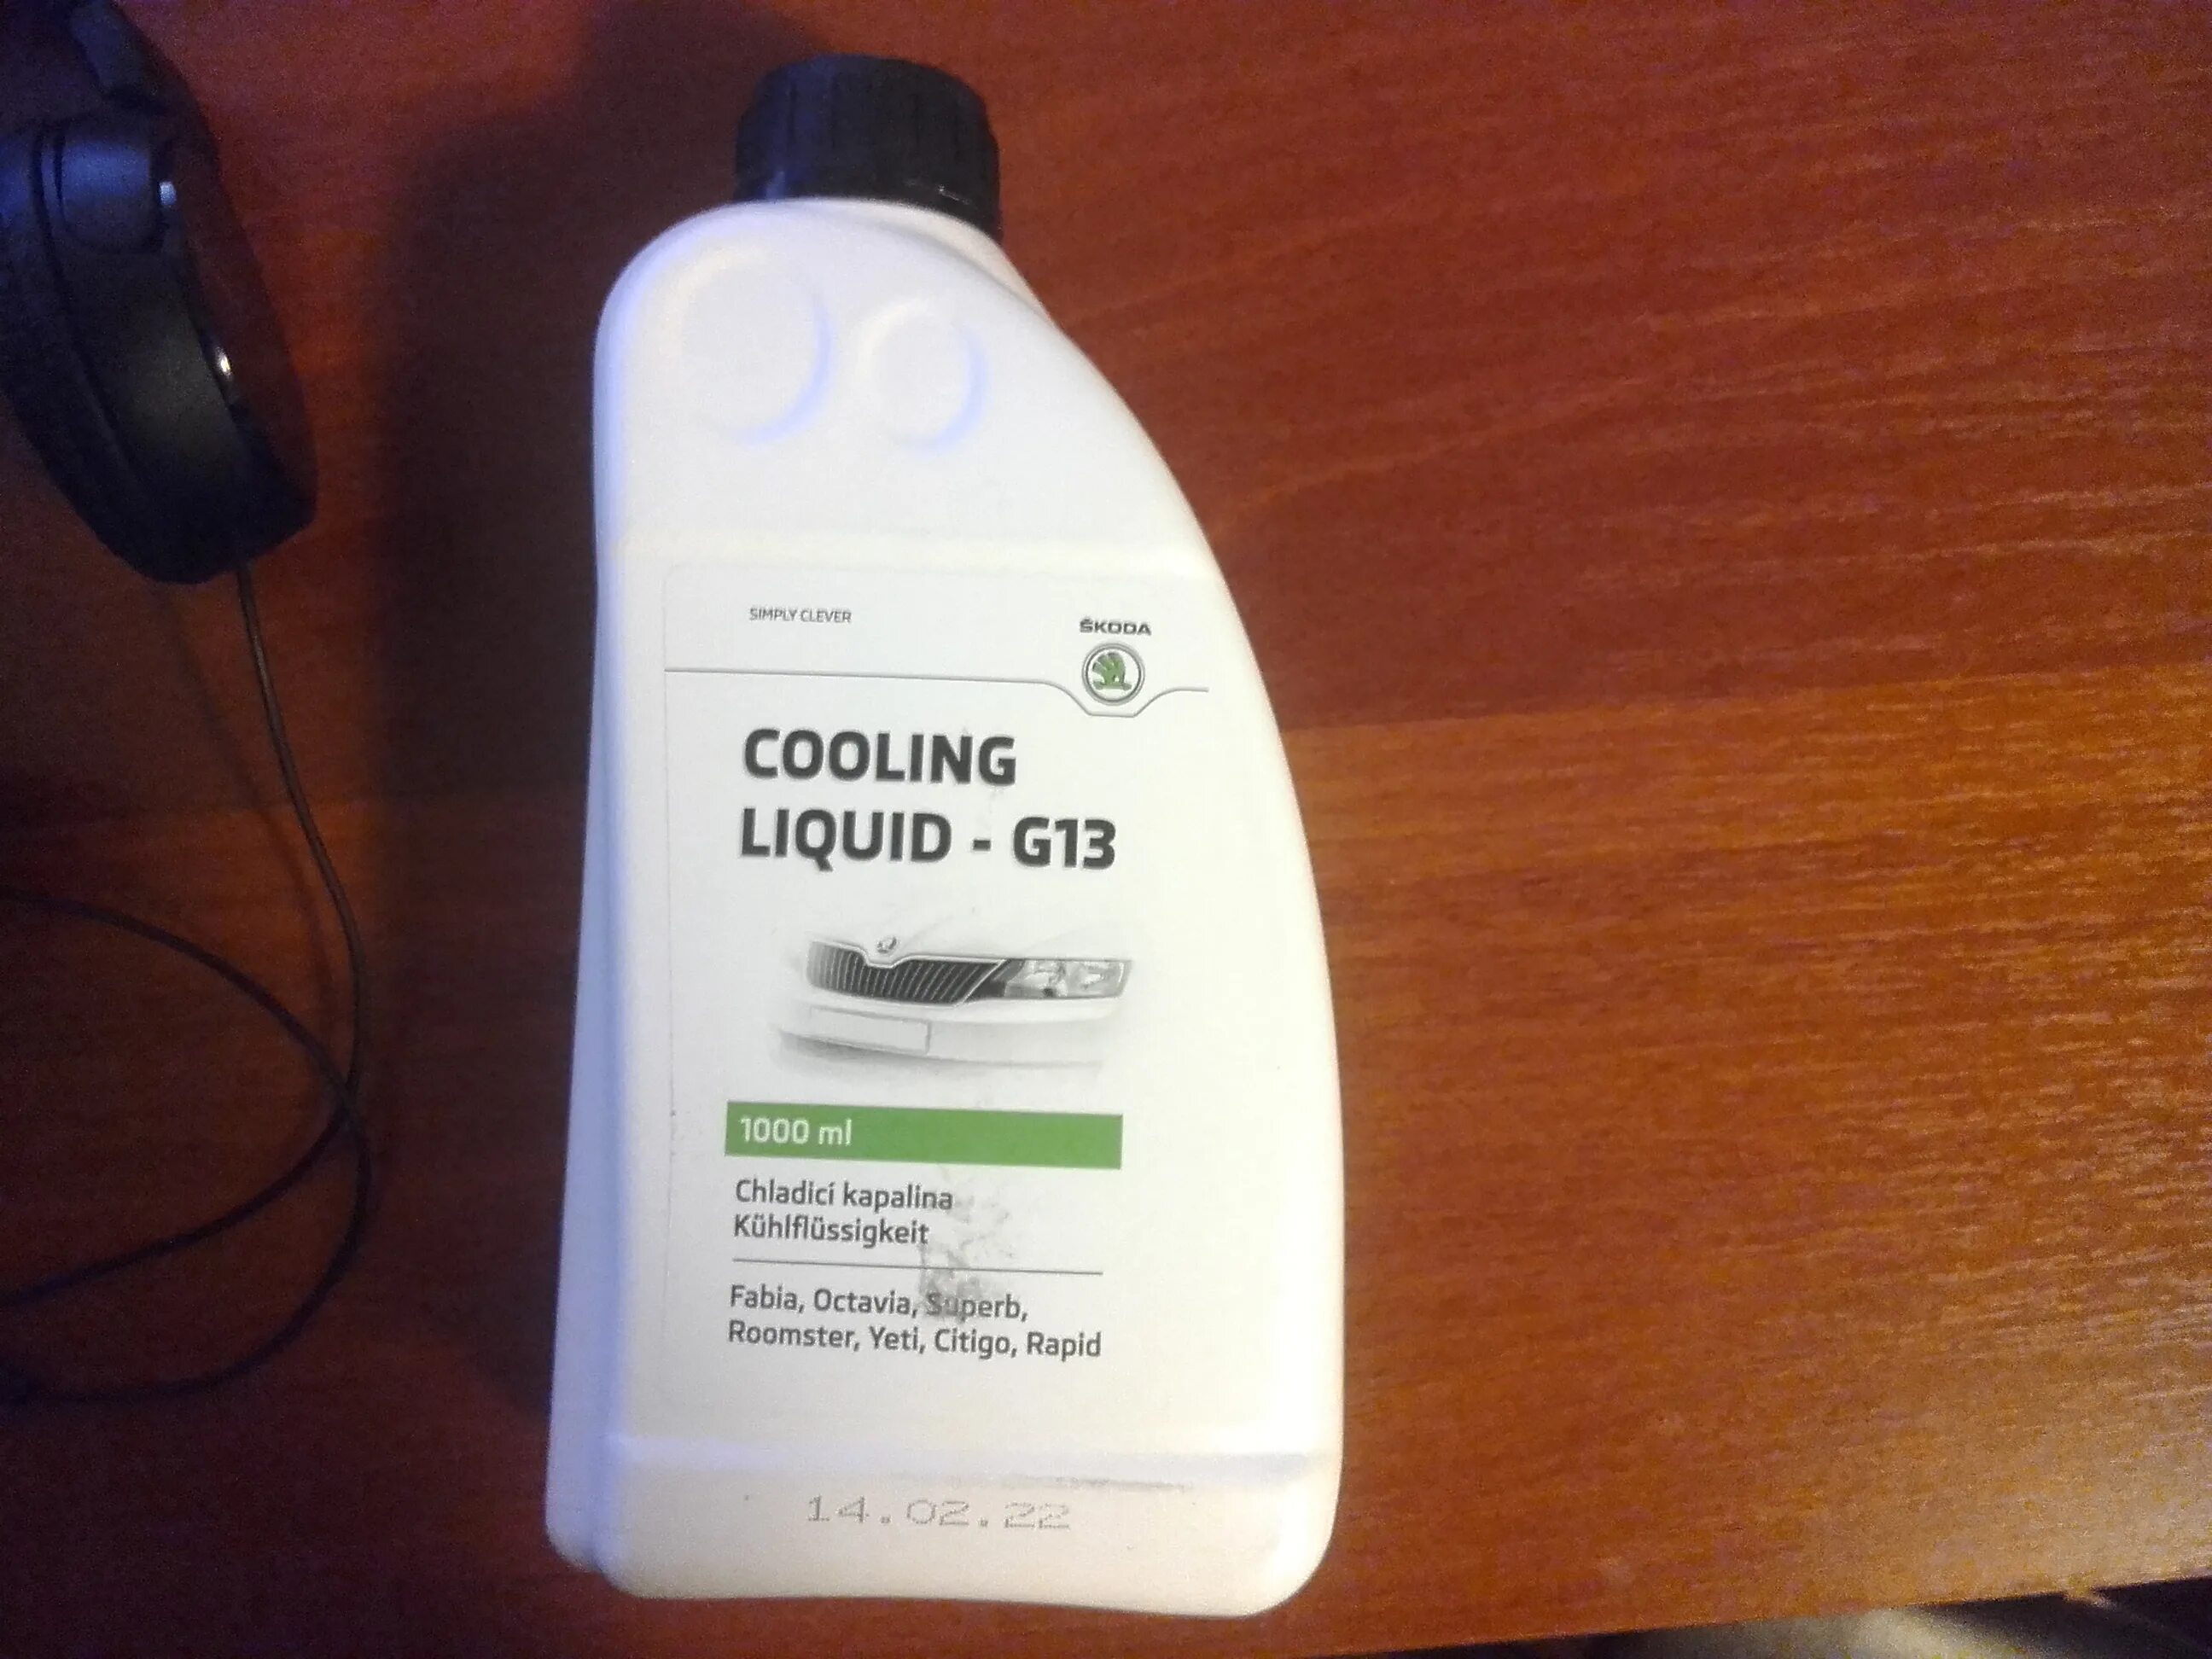 SIMPLY CLEVER
ŠKODA
COOLING
LIQUID - G13
1000 ml
Chladicí kapalina
Kühlflüssigkeit
Fabia, Octavia, Superb,
Roomster, Yeti, Citigo, Rapid
14.02.22